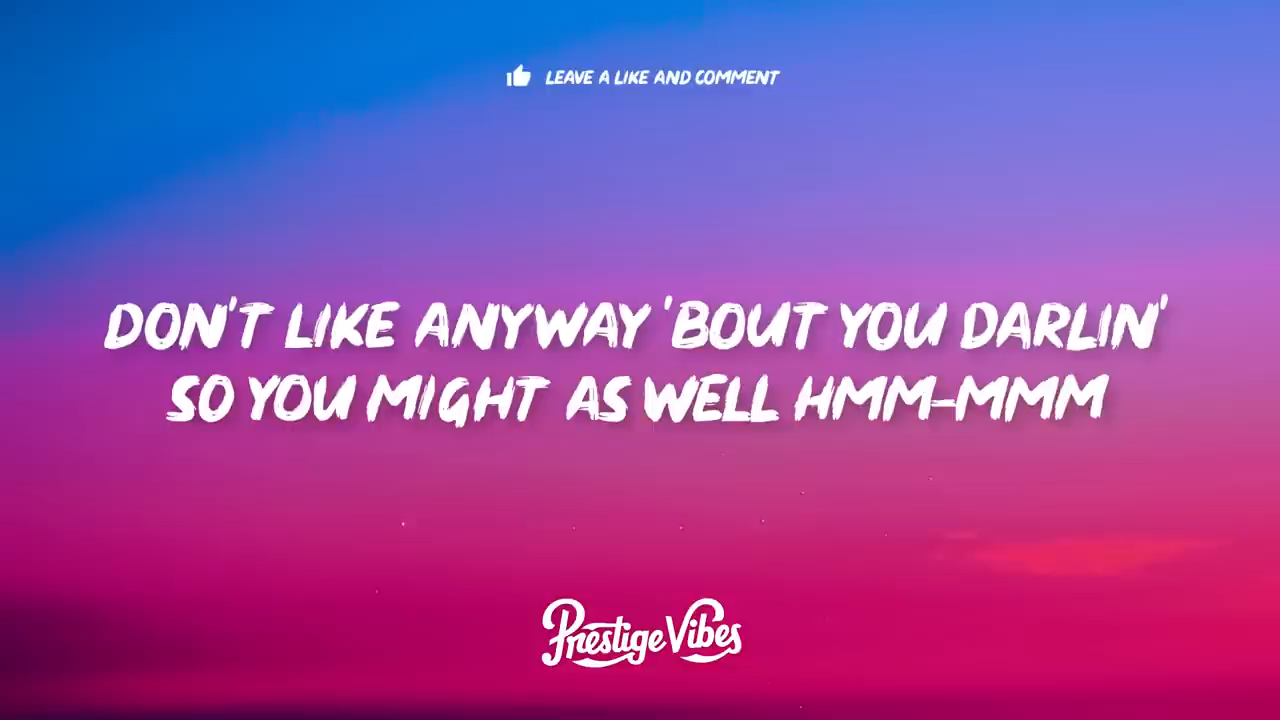 LEAVE A LIKE AND COMMENT
DON'T LIKE ANYWAY 'BOUT YOU DARLIN'
SO YOU MIGHT AS WELL HMM-MMM
Prestige Vibes